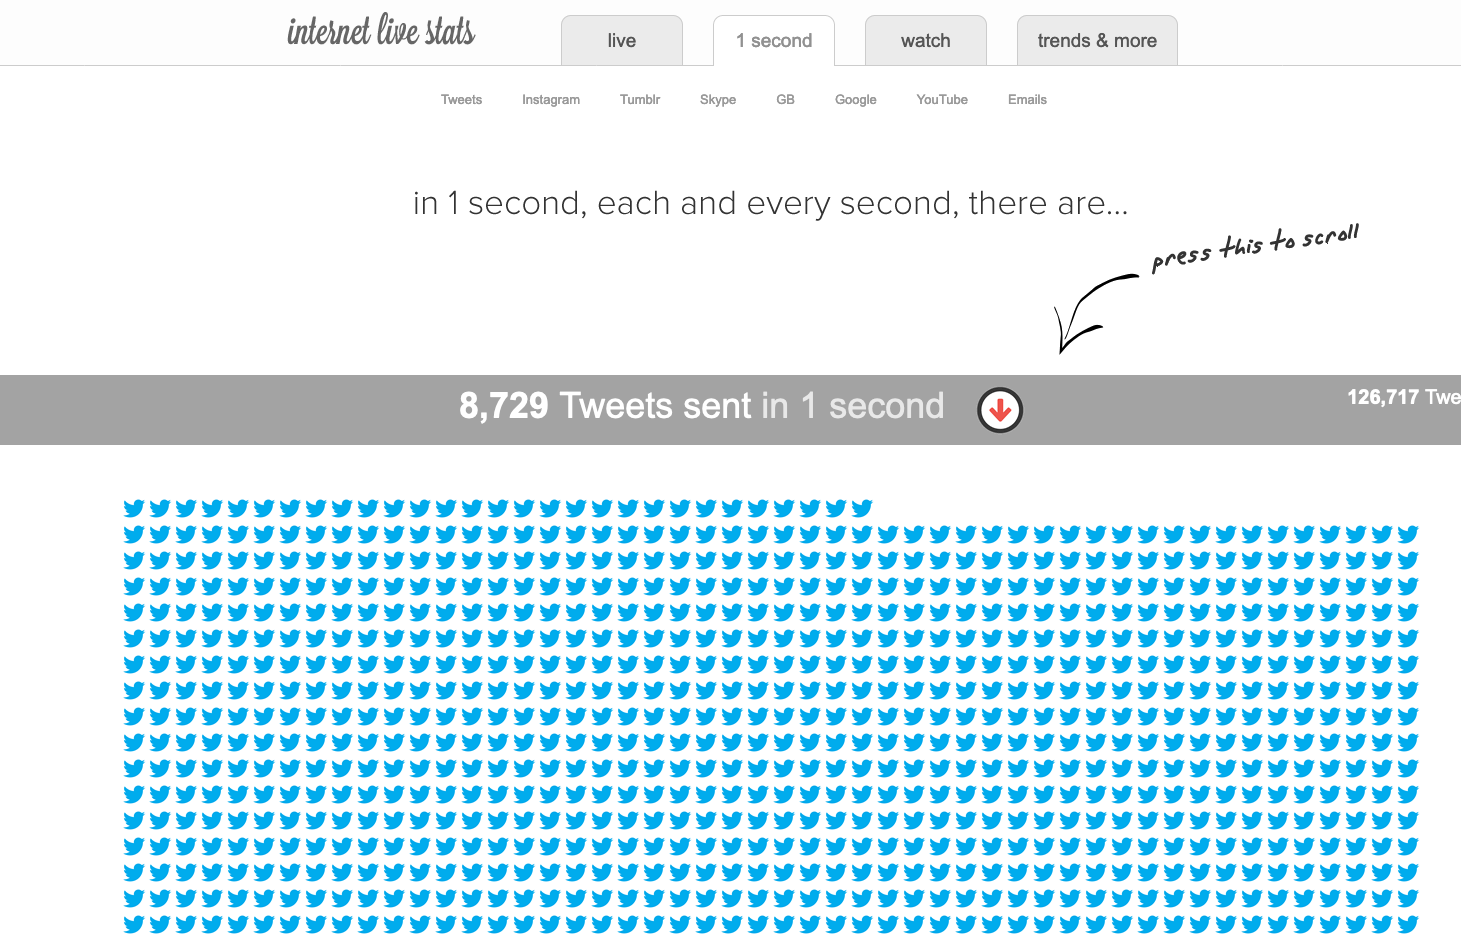 internet live stats
live
1 second
watch
trends & more
Tweets
Instagram
Tumblr
Skype
GB
Google
YouTube
Emails
in 1 second, each and every second, there are...
press this to scroll
8,729 Tweets sent in 1 second
126,717 Twe